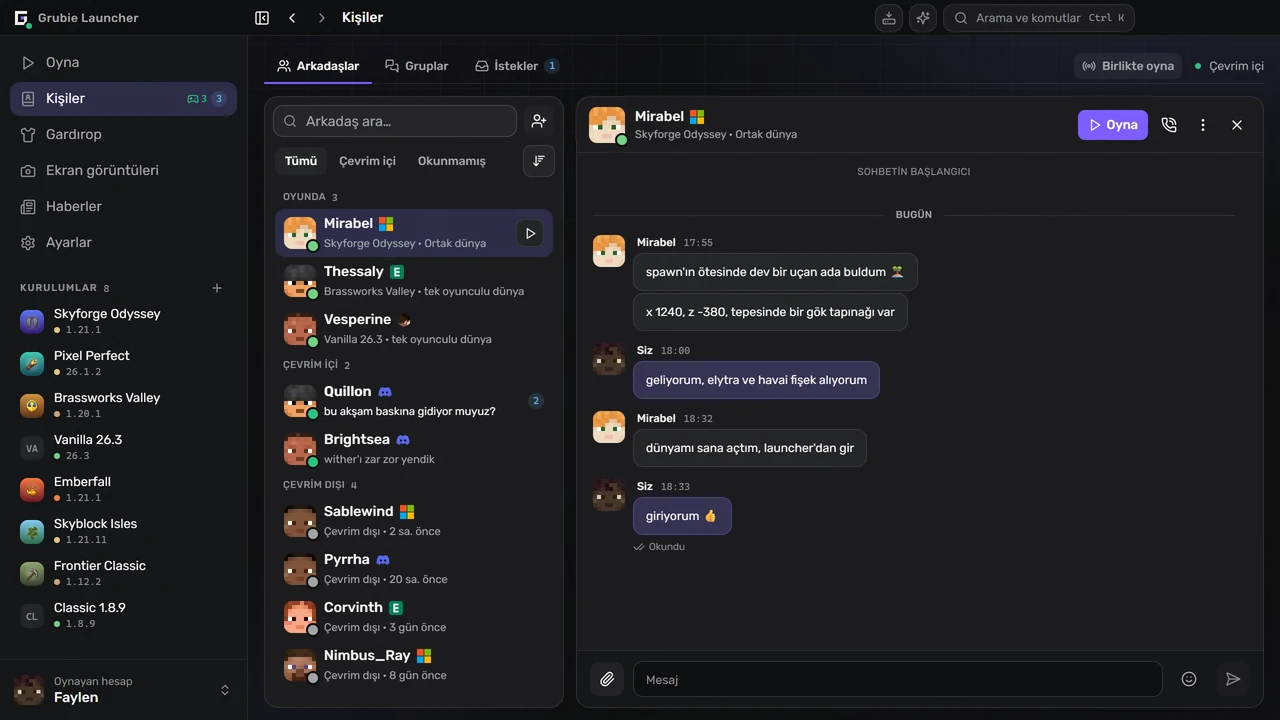 Grubie Launcher
Kişiler
Arama ve komutlar Ctrl K
Oyna
Kişiler 3 3
Gardırop
Ekran görüntüleri
Haberler
Ayarlar
KURULUMLAR 8
Skyforge Odyssey
1.21.1
Pixel Perfect
26.1.2
Brassworks Valley
1.20.1
VA
Vanilla 26.3
26.3
Emberfall
1.21.1
Skyblock Isles
1.21.11
Frontier Classic
1.12.2
CL
Classic 1.8.9
1.8.9
Oynayan hesap
Faylen
Arkadaşlar
Gruplar
İstekler 1
Birlikte oyna
Çevrim içi
Arkadaş ara…
Tümü
Çevrim içi
Okunmamış
OYUNDA 3
Mirabel
Skyforge Odyssey • Ortak dünya
Thessaly E
Brassworks Valley • tek oyunculu dünya
Vesperine
Vanilla 26.3 • tek oyunculu dünya
ÇEVRİM İÇİ 2
Quillon
bu akşam baskına gidiyor muyuz?
2
Brightsea
wither'ı zar zor yendik
ÇEVRİM DIŞI 4
Sablewind
Çevrim dışı • 2 sa. önce
Pyrrha
Çevrim dışı • 20 sa. önce
Corvinth E
Çevrim dışı • 3 gün önce
Nimbus_Ray
Çevrim dışı • 8 gün önce
Mirabel
Skyforge Odyssey • Ortak dünya
Oyna
SOHBETİN BAŞLANGICI
BUGÜN
Mirabel 17:55
spawn'ın ötesinde dev bir uçan ada buldum 🏝️
x 1240, z -380, tepesinde bir gök tapınağı var
Siz 18:00
geliyorum, elytra ve havai fişek alıyorum
Mirabel 18:32
dünyamı sana açtım, launcher'dan gir
Siz 18:33
giriyorum 👍
Okundu
Mesaj